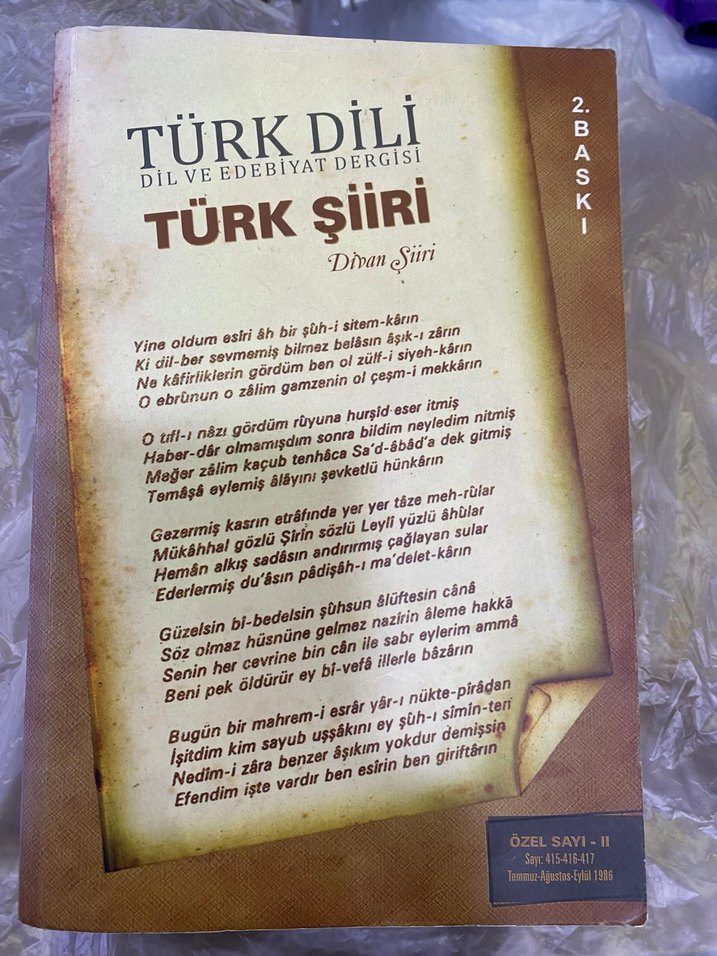 TÜRK DİLİ
DİL VE EDEBİYAT DERGİSİ
TÜRK ŞİİRİ
Divan Şiiri
2. BASKI
Yine oldum esîri âh bir şûh-i sitem-kârın
Ki dil-ber sevmemiş bilmez belâsın âşık-ı zârın
Ne kâfirliklerin gördüm ben ol zülf-i siyeh-kârın
O ebrûnun o zâlim gamzenin ol çeşm-i mekkârın
O tıfl-ı nâzı gördüm rûyuna hurşîd-eser itmiş
Haber-dâr olmamışdım sonra bildim neyledim nitmiş
Meğer zâlim kaçub tenhâca Sa'd-âbâd'a dek gitmiş
Temâşâ eylemiş âlâyını şevketlü hünkârın
Gezermiş kasrın etrâfında yer yer tâze meh-rûlar
Mükâhhal gözlü Şîrîn sözlü Leylî yüzlü âhûlar
Hemân alkış sadâsın andırırmış çağlayan sular
Ederlermiş du'âsın pâdişâh-ı ma'delet-kârın
Güzelsin bî-bedelsin şûhsun âlüftesin cânâ
Söz olmaz hüsnüne gelmez nazîrin âleme hakkâ
Senin her cevrine bin cân ile sabr eylerim ammâ
Beni pek öldürür ey bî-vefâ illerle bâzârın
Bugün bir mahrem-i esrâr yâr-ı nükte-pîrâdan
İşitdim kim sayub uşşâkını ey şûh-ı sîmîn-ten
Nedîm-i zâra benzer âşıkım yokdur demişsin
Efendim işte vardır ben esîrin ben giriftârın
ÖZEL SAYI - II
Sayı: 415-416-417
Temmuz-Ağustos-Eylül 1986